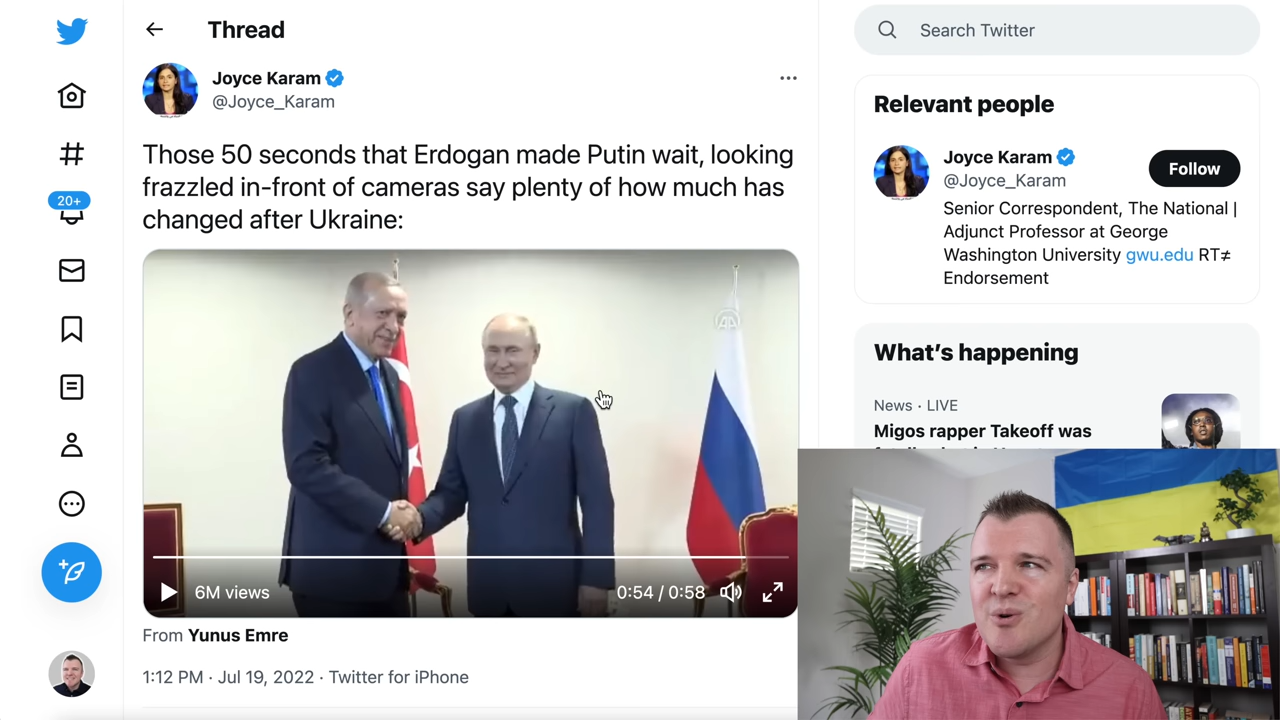 Thread
Joyce Karam
@Joyce_Karam
Those 50 seconds that Erdogan made Putin wait, looking
frazzled in-front of cameras say plenty of how much has
changed after Ukraine:
6M views
0:54 / 0:58
From Yunus Emre
1:12 PM · Jul 19, 2022 · Twitter for iPhone
20+
Search Twitter
Relevant people
Joyce Karam
@Joyce_Karam
Follow
Senior Correspondent, The National |
Adjunct Professor at George
Washington University gwu.edu RT≠
Endorsement
What’s happening
News · LIVE
Migos rapper Takeoff was